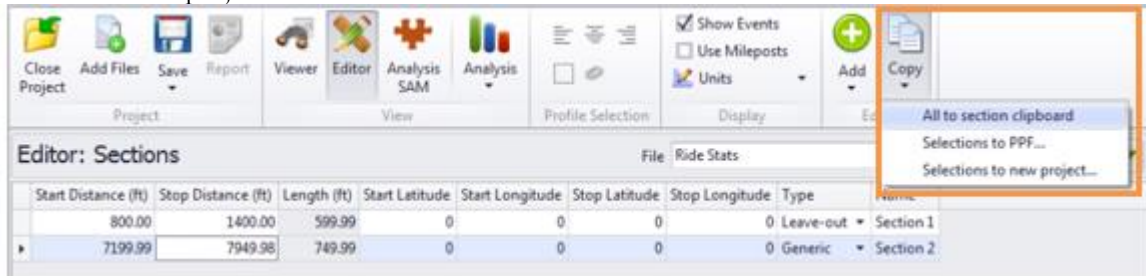 Close Project
Add Files
Save
Report
Viewer
Editor
Analysis SAM
Analysis
Show Events
Use Mileposts
Units
Add
Copy
Project
View
Profile Selection
Display
All to section clipboard
Selections to PPF...
Selections to new project...
Editor: Sections
File Ride Stats
Start Distance (ft) Stop Distance (ft) Length (ft) Start Latitude Start Longitude Stop Latitude Stop Longitude Type
800.00 1400.00 599.99 0 0 0 0 Leave-out Section 1
7199.99 7949.98 749.99 0 0 0 0 Generic Section 2